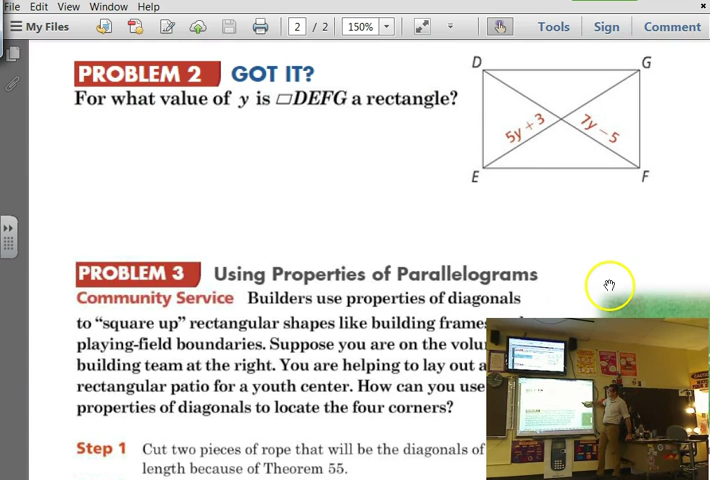 File Edit View Window Help
My Files
2 / 2
150%
Tools
Sign
Comment
PROBLEM 2 GOT IT?
For what value of y is ▱DEFG a rectangle?
D
G
5y + 3
7y − 5
E
F
PROBLEM 3 Using Properties of Parallelograms
Community Service Builders use properties of diagonals
to “square up” rectangular shapes like building frames
playing-field boundaries. Suppose you are on the
building team at the right. You are helping to lay out a
rectangular patio for a youth center. How can you use
properties of diagonals to locate the four corners?
Step 1 Cut two pieces of rope that will be the diagonals of
length because of Theorem 55.